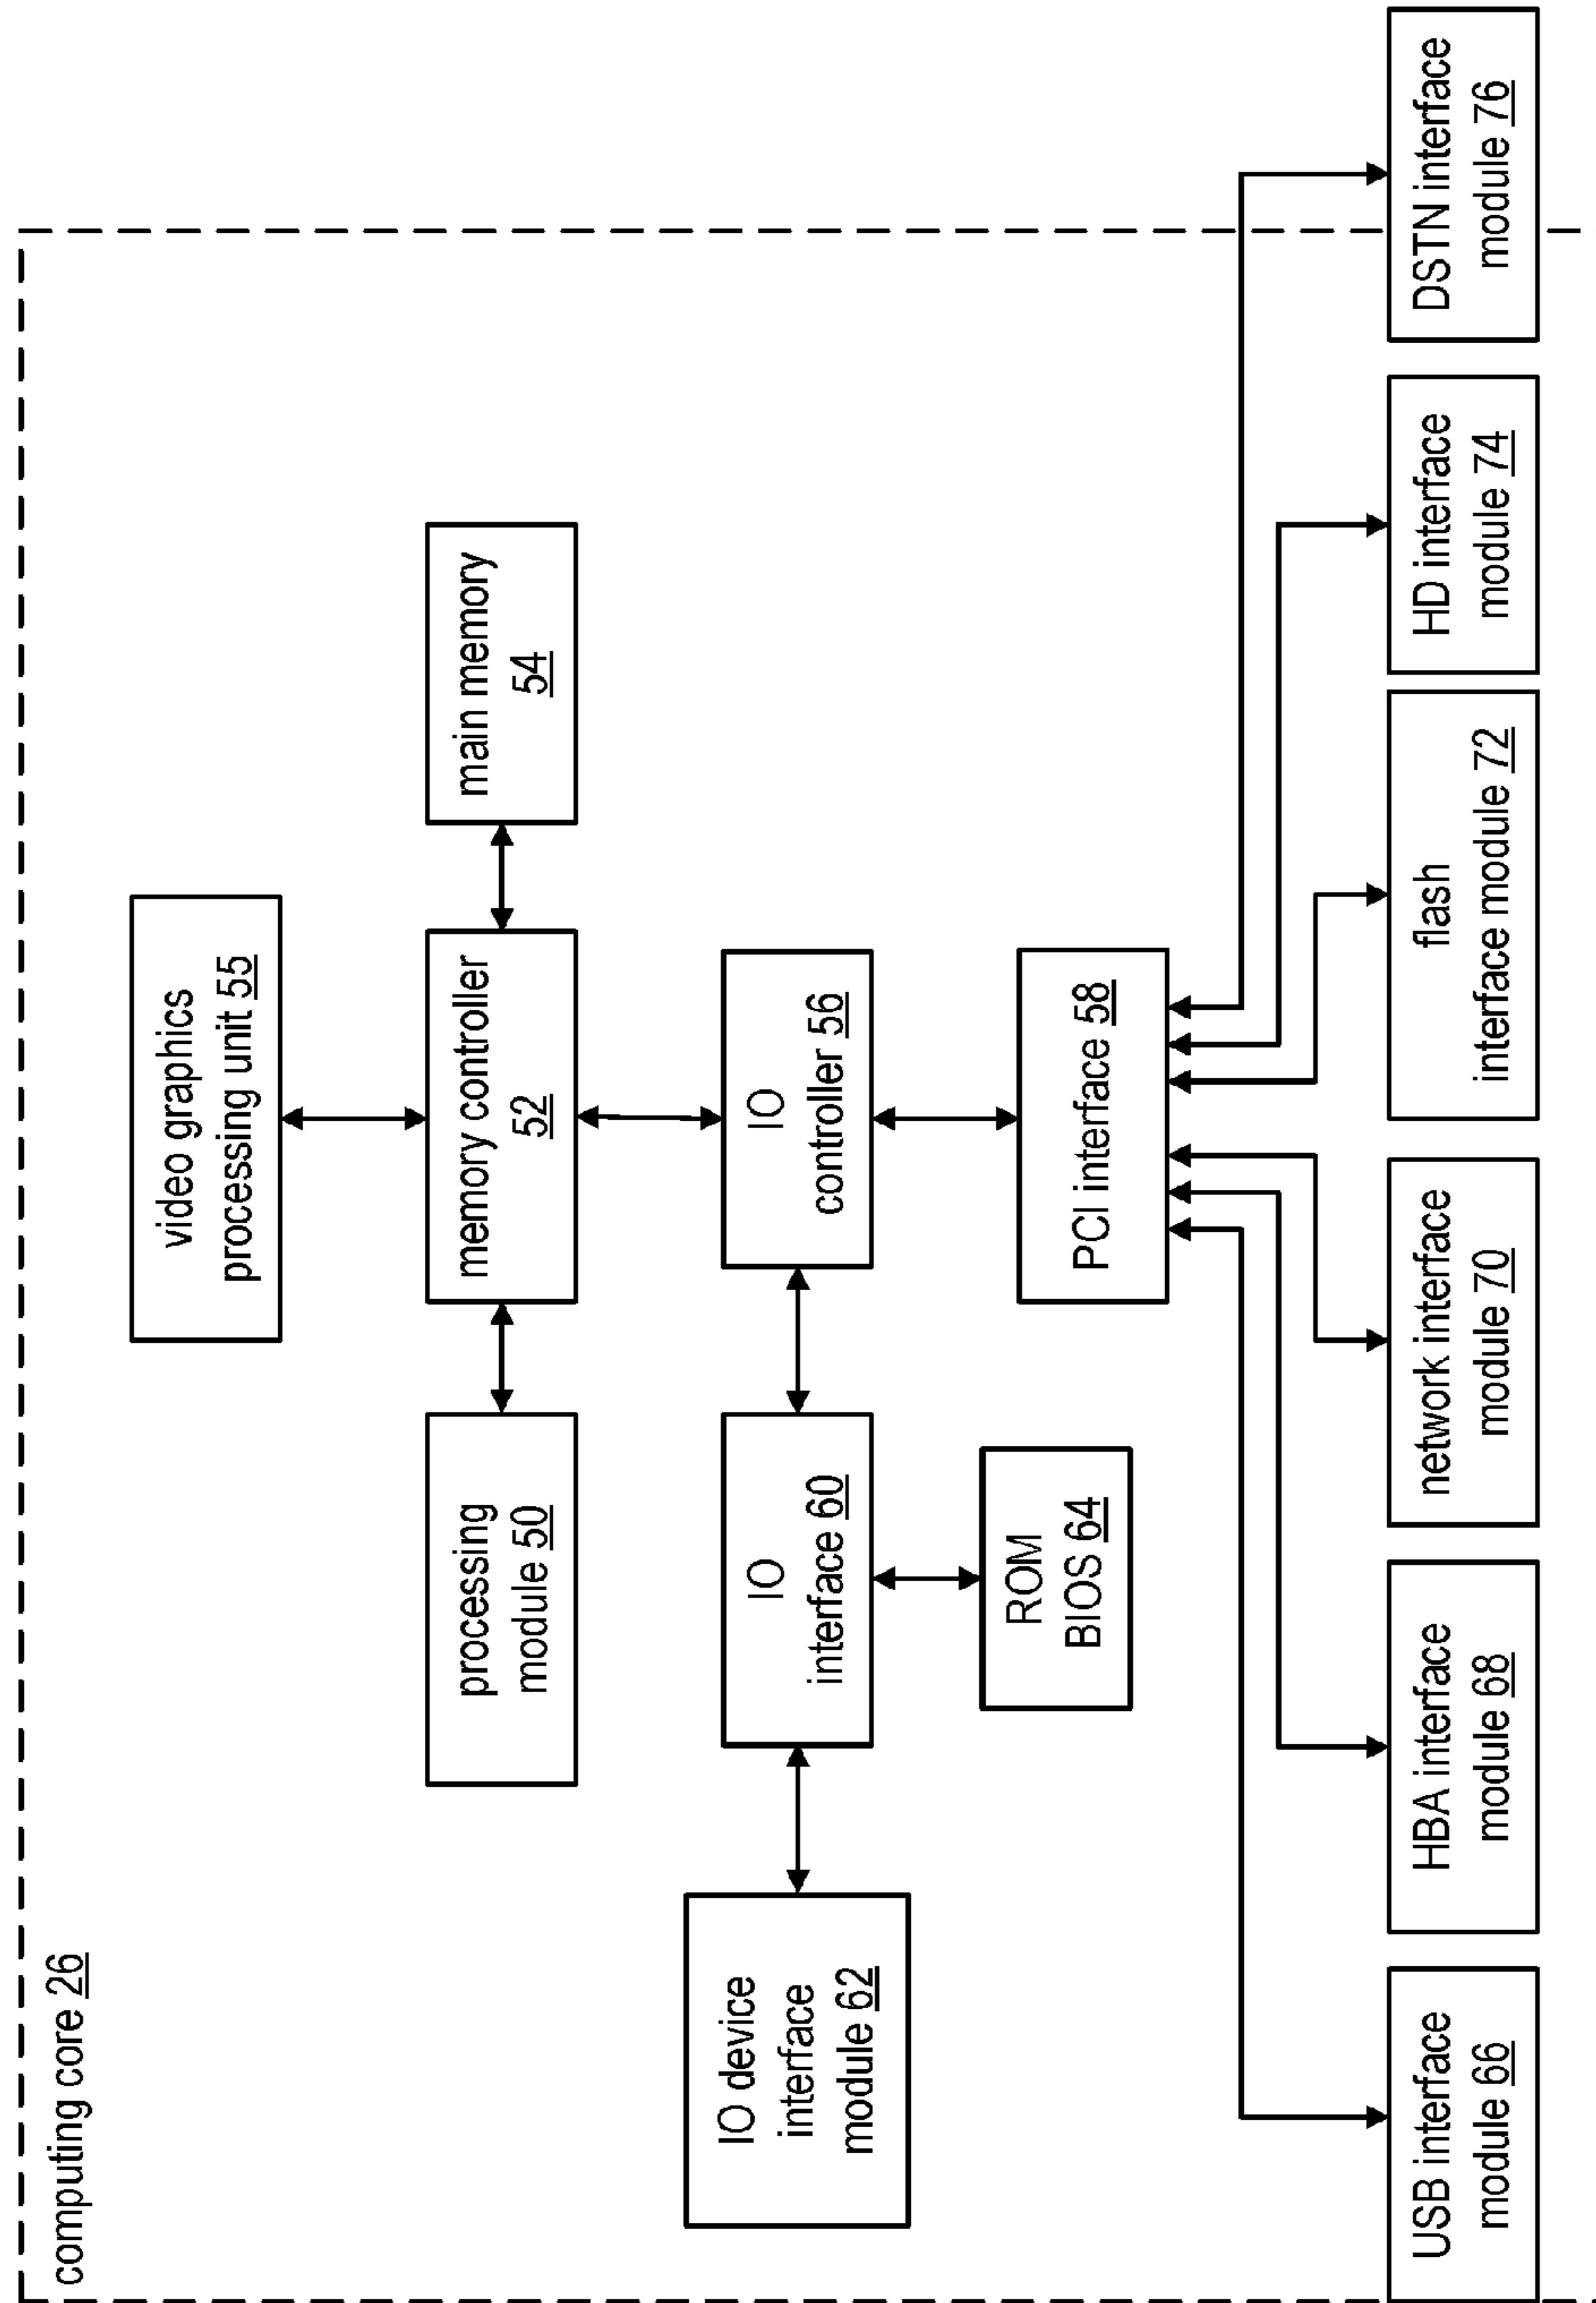 computing core 26
video graphics
processing unit 55
processing
module 50
memory controller
52
main memory
54
IO device
interface
module 62
IO
interface 60
IO
controller 56
ROM
BIOS 64
PCI interface 58
USB interface
module 66
HBA interface
module 68
network interface
module 70
flash
interface module 72
HD interface
module 74
DSTN interface
module 76